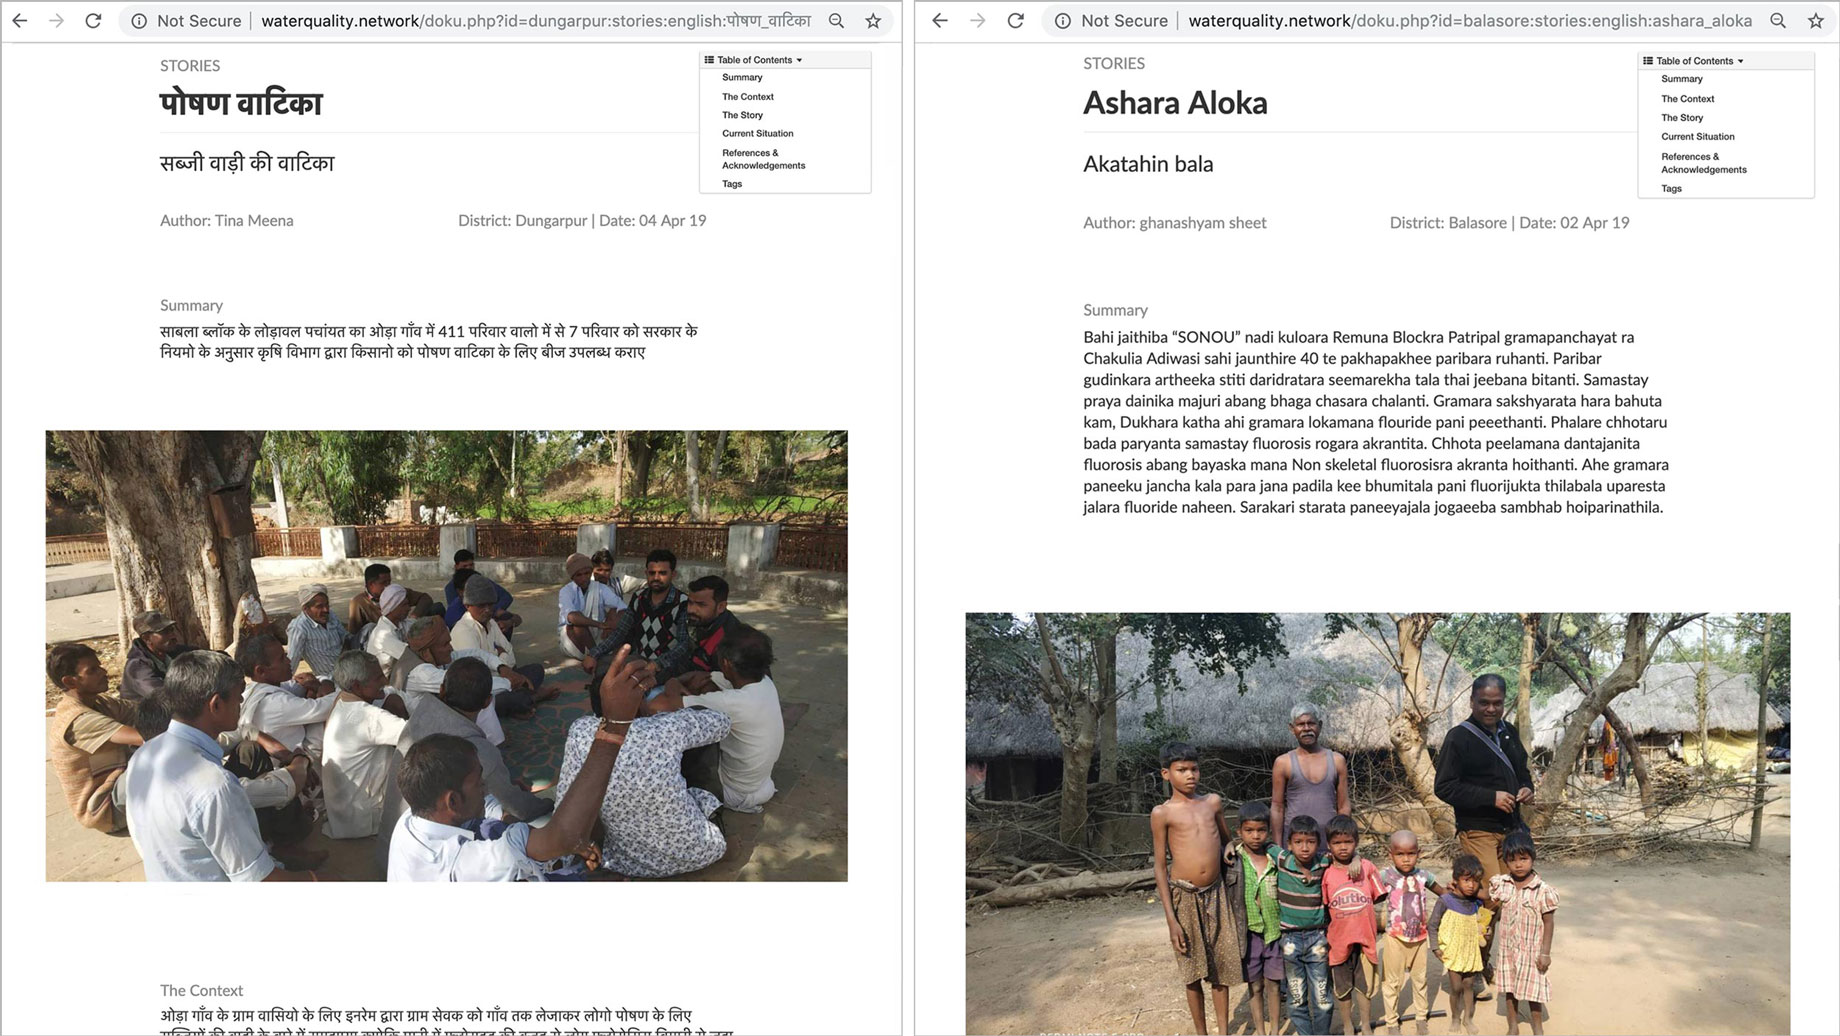 Not Secure
waterquality.network/doku.php?id=dungarpur:stories:english:पोषण_वाटिका
STORIES
पोषण वाटिका
सब्जी वाड़ी की वाटिका
Author: Tina Meena
District: Dungarpur | Date: 04 Apr 19
Table of Contents
Summary
The Context
The Story
Current Situation
References &
Acknowledgements
Tags
Summary
साबला ब्लॉक के लोड़ावल पचांयत का ओड़ा गाँव में 411 परिवार वालो में से 7 परिवार को सरकार के
नियमो के अनुसार कृषि विभाग द्वारा किसानो को पोषण वाटिका के लिए बीज उपलब्ध कराए
The Context
ओड़ा गाँव के ग्राम वासियो के लिए इनरेम द्वारा ग्राम सेवक को गाँव तक लेजाकर लोगो पोषण के लिए
Not Secure
waterquality.network/doku.php?id=balasore:stories:english:ashara_aloka
STORIES
Ashara Aloka
Akatahin bala
Author: ghanashyam sheet
District: Balasore | Date: 02 Apr 19
Table of Contents
Summary
The Context
The Story
Current Situation
References &
Acknowledgements
Tags
Summary
Bahi jaithiba “SONOU” nadi kuloara Remuna Blockra Patripal gramapanchayat ra
Chakulia Adiwasi sahi jaunthire 40 te pakhapakhee paribara ruhanti. Paribar
gudinkara artheeka stiti daridratara seemarekha tala thai jeebana bitanti. Samastay
praya dainika majuri abang bhaga chasara chalanti. Gramara sakshyarata hara bahuta
kam, Dukhara katha ahi gramara lokamana flouride pani peeethanti. Phalare chhotaru
bada paryanta samastay fluorosis rogara akrantita. Chhota peelamana dantajanita
fluorosis abang bayaska mana Non skeletal fluorosisra akranta hoithanti. Ahe gramara
paneeku jancha kala para jana padila kee bhumitala pani fluorijukta thilabala uparesta
jalara fluoride naheen. Sarakari starata paneeyajala jogaeeba sambhab hoiparinathila.